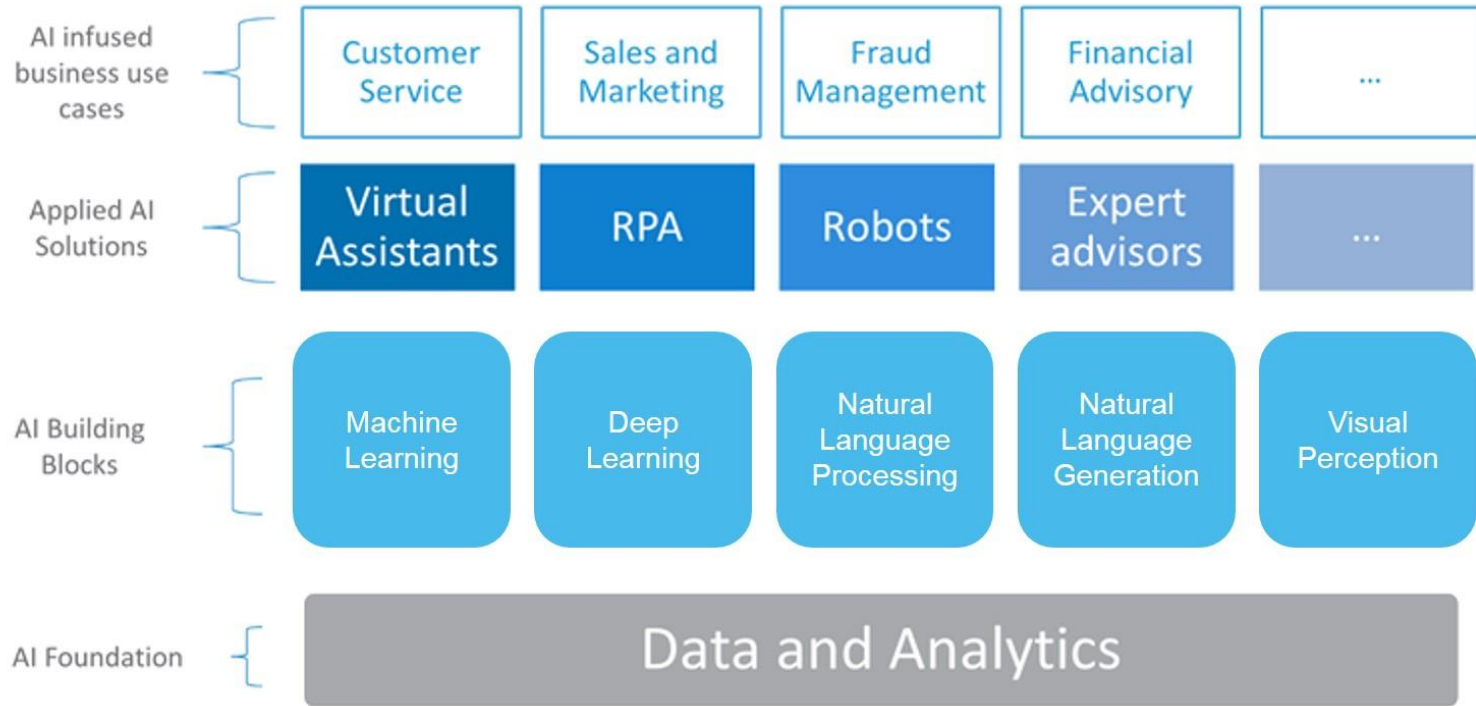 AI infused
business use
cases
Customer
Service
Sales and
Marketing
Fraud
Management
Financial
Advisory
...
Applied AI
Solutions
Virtual
Assistants
RPA
Robots
Expert
advisors
...
AI Building
Blocks
Machine
Learning
Deep
Learning
Natural
Language
Processing
Natural
Language
Generation
Visual
Perception
AI Foundation
Data and Analytics